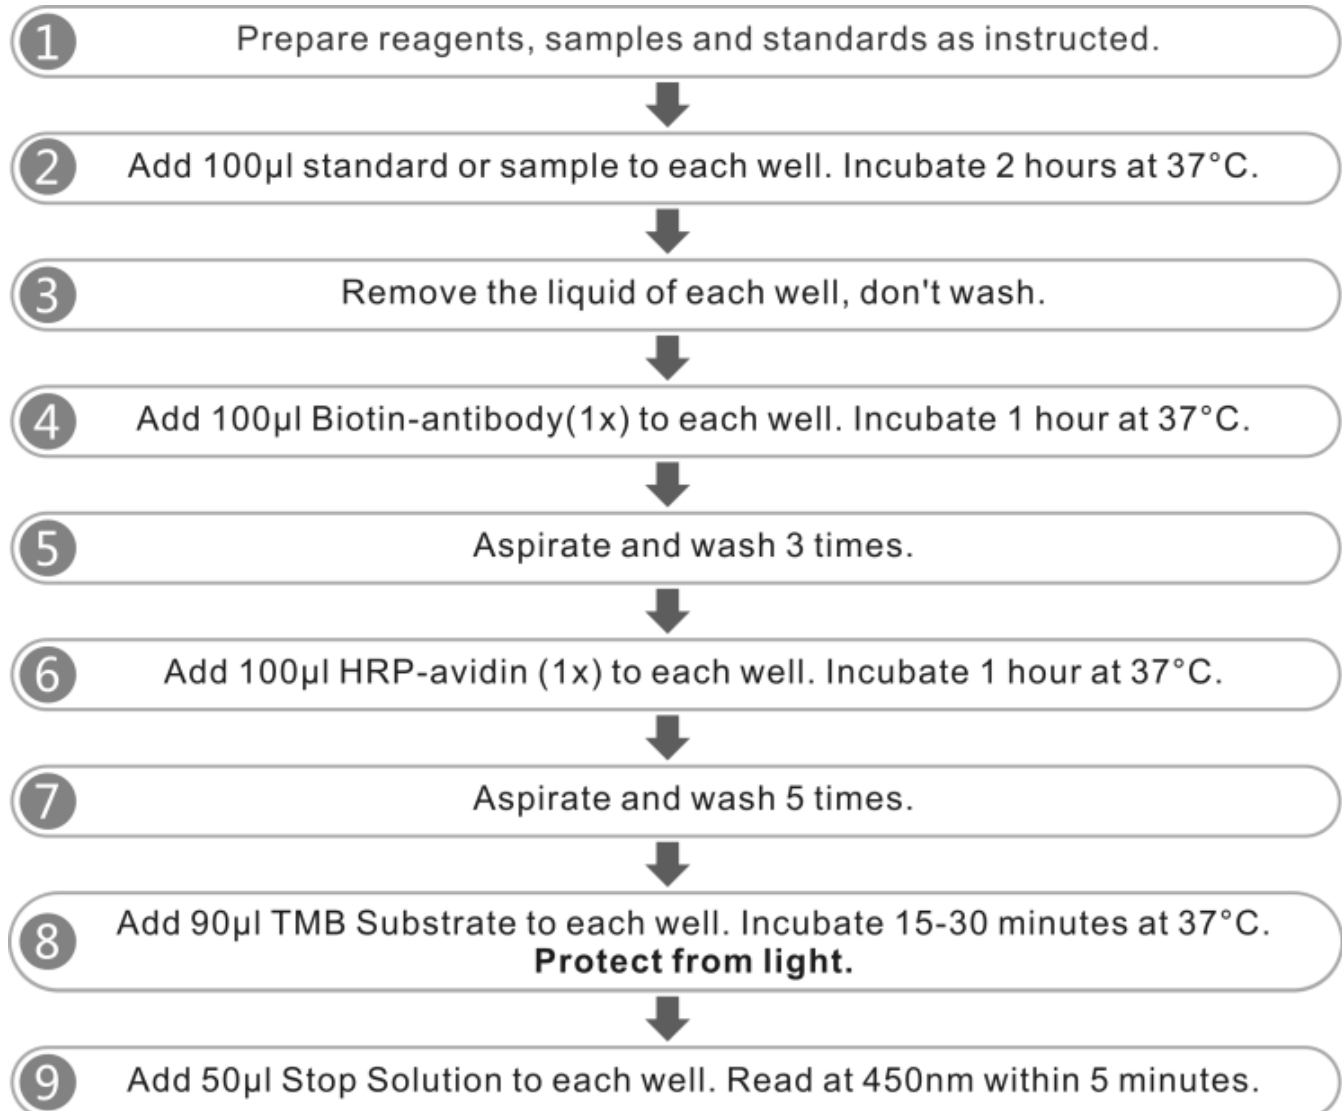 1 Prepare reagents, samples and standards as instructed.
2 Add 100µl standard or sample to each well. Incubate 2 hours at 37°C.
3 Remove the liquid of each well, don't wash.
4 Add 100µl Biotin-antibody(1x) to each well. Incubate 1 hour at 37°C.
5 Aspirate and wash 3 times.
6 Add 100µl HRP-avidin (1x) to each well. Incubate 1 hour at 37°C.
7 Aspirate and wash 5 times.
8 Add 90µl TMB Substrate to each well. Incubate 15-30 minutes at 37°C.
Protect from light.
9 Add 50µl Stop Solution to each well. Read at 450nm within 5 minutes.